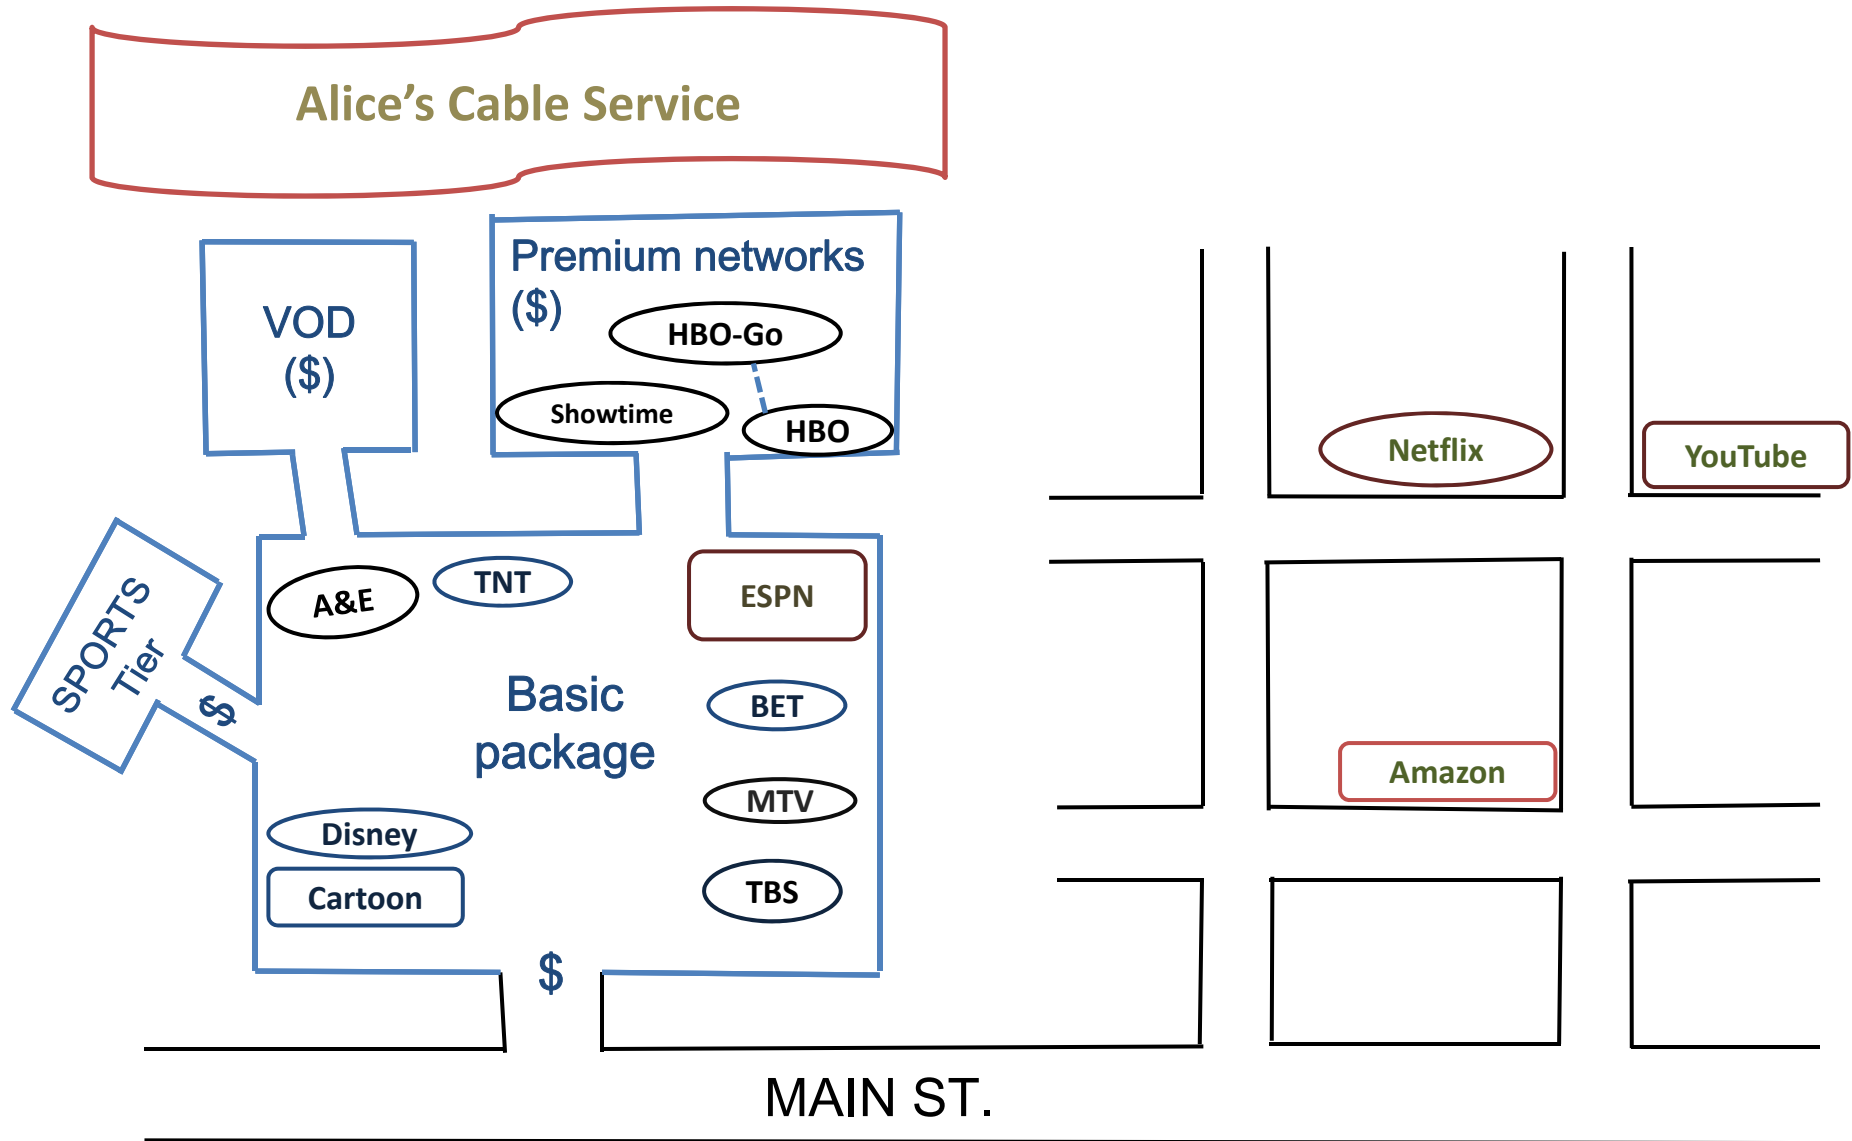 Alice’s Cable Service
Premium networks
($)
VOD
($)
HBO-Go
Showtime
HBO
Netflix
YouTube
SPORTS
Tier
$
A&E
TNT
ESPN
Basic
package
BET
MTV
Amazon
Disney
Cartoon
TBS
$
MAIN ST.